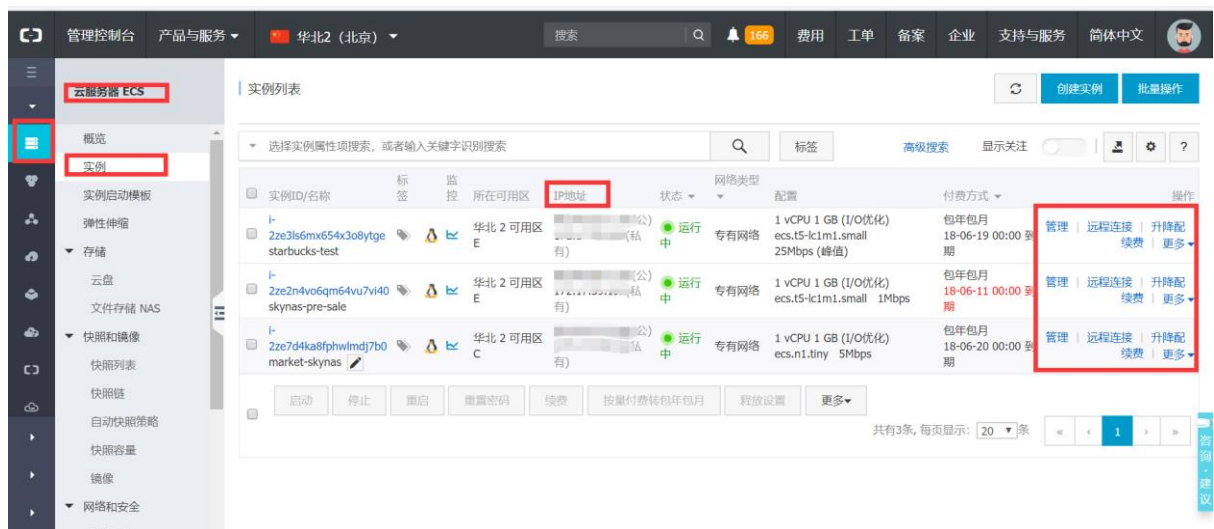 管理控制台 产品与服务 华北2（北京） 搜索 166 费用 工单 备案 企业 支持与服务 简体中文
云服务器 ECS
概览
实例
实例启动模板
弹性伸缩
存储
云盘
文件存储 NAS
快照和镜像
快照列表
快照链
自动快照策略
快照容量
镜像
网络和安全
实例列表
创建实例 批量操作
选择实例属性项搜索，或者输入关键字识别搜索 标签 高级搜索 显示关注 ?
实例ID/名称 标签 监控 所在可用区 IP地址 状态 网络类型 配置 付费方式 操作
i-
2ze3ls6mx654x3o8ytge
starbucks-test
华北 2 可用区
E
公)
(私
有)
运行
中
专有网络
1 vCPU 1 GB (I/O优化)
ecs.t5-lc1m1.small
25Mbps (峰值)
包年包月
18-06-19 00:00 到
期
管理 | 远程连接 | 升降配
续费 | 更多
i-
2ze2n4vo6qm64vu7vi40
skynas-pre-sale
华北 2 可用区
E
(公)
(私
有)
运行
中
专有网络
1 vCPU 1 GB (I/O优化)
ecs.t5-lc1m1.small 1Mbps
包年包月
18-06-11 00:00 到
期
管理 | 远程连接 | 升降配
续费 | 更多
i-
2ze7d4ka8fphwlmdj7b0
market-skynas
华北 2 可用区
C
公)
私
有)
运行
中
专有网络
1 vCPU 1 GB (I/O优化)
ecs.n1.tiny 5Mbps
包年包月
18-06-20 00:00 到
期
管理 | 远程连接 | 升降配
续费 | 更多
启动 停止 重启 重置密码 续费 按量付费转包年包月 释放设置 更多
共有3条, 每页显示: 20 条 « ‹ 1 › »
咨询·建议